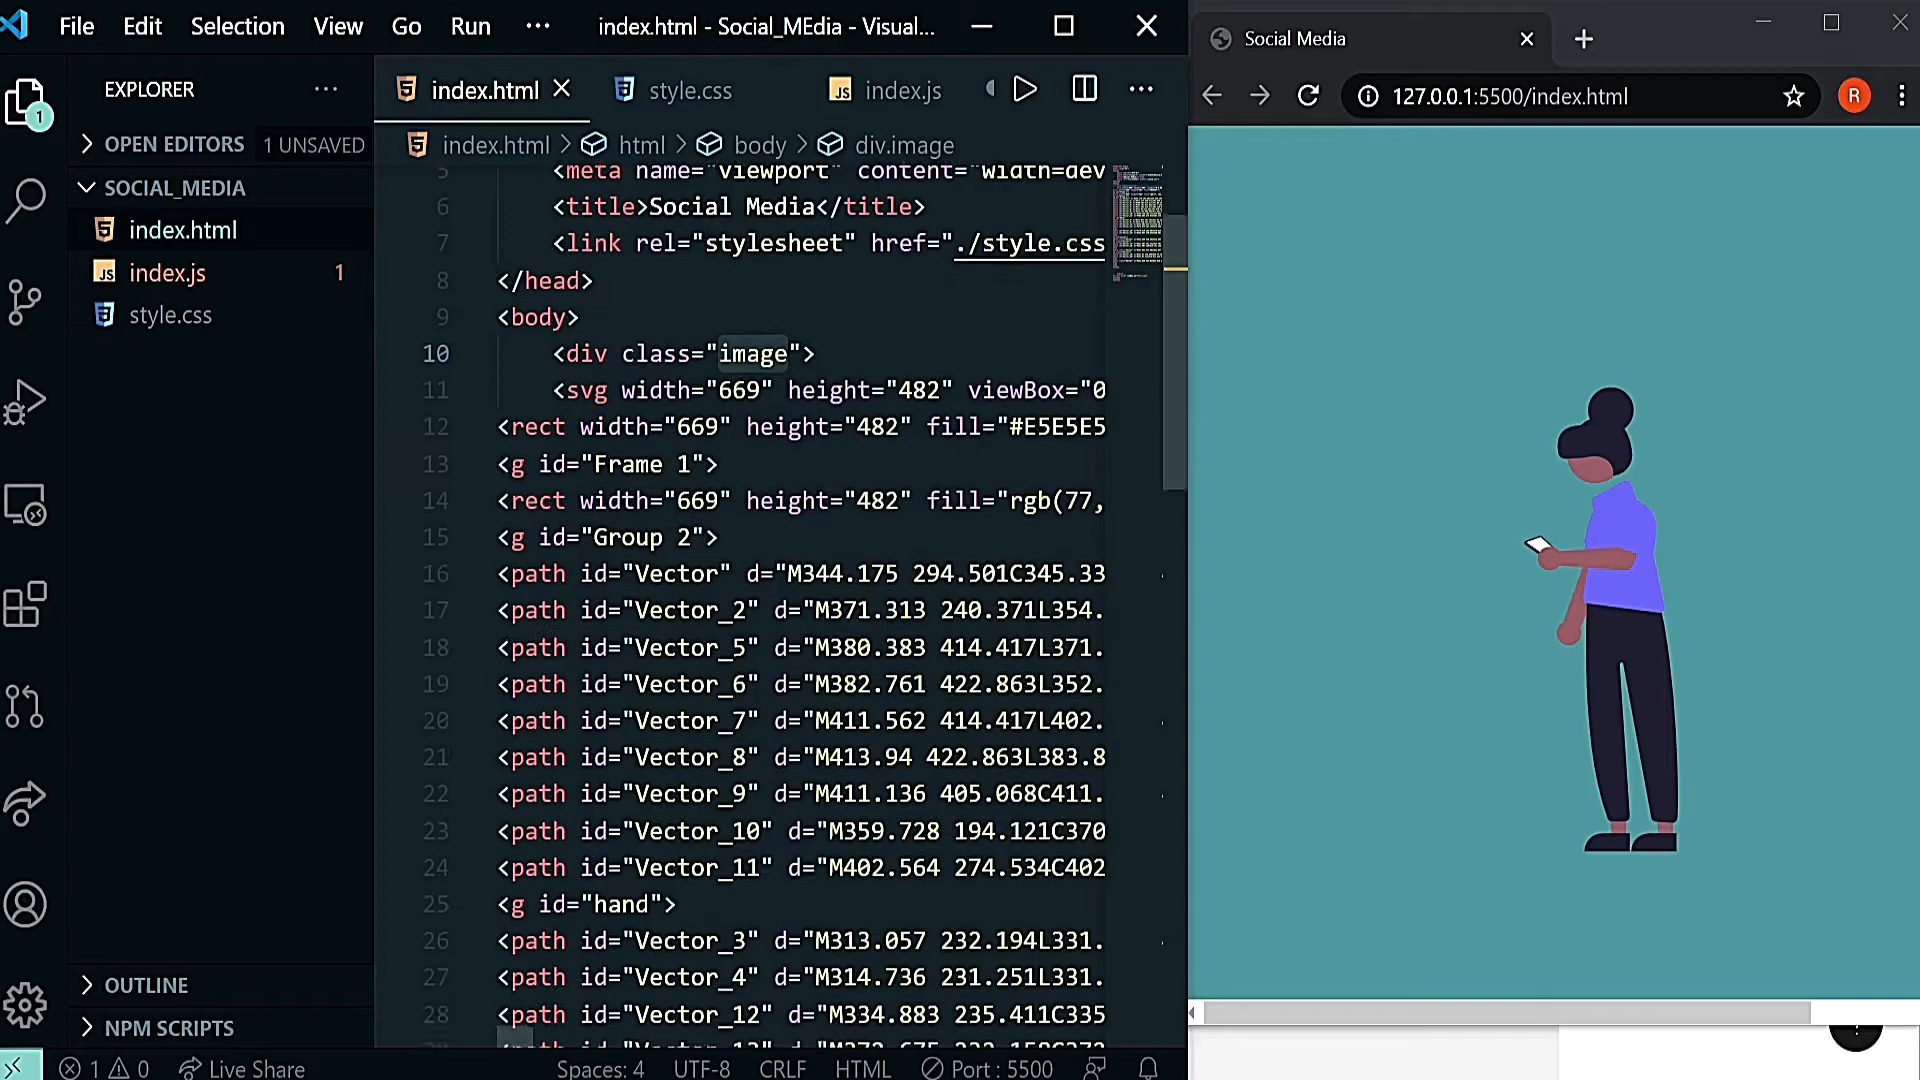 File Edit Selection View Go Run ··· index.html - Social_MEdia - Visual...
EXPLORER ···
1
OPEN EDITORS 1 UNSAVED
SOCIAL_MEDIA
index.html
index.js 1
style.css
OUTLINE
NPM SCRIPTS
index.html style.css JS index.js ···
index.html > html > body > div.image
5 <meta name="viewport" content="width=dev
6 <title>Social Media</title>
7 <link rel="stylesheet" href="./style.css
8 </head>
9 <body>
10 <div class="image">
11 <svg width="669" height="482" viewBox="0
12 <rect width="669" height="482" fill="#E5E5E5
13 <g id="Frame 1">
14 <rect width="669" height="482" fill="rgb(77,
15 <g id="Group 2">
16 <path id="Vector" d="M344.175 294.501C345.33
17 <path id="Vector_2" d="M371.313 240.371L354.
18 <path id="Vector_5" d="M380.383 414.417L371.
19 <path id="Vector_6" d="M382.761 422.863L352.
20 <path id="Vector_7" d="M411.562 414.417L402.
21 <path id="Vector_8" d="M413.94 422.863L383.8
22 <path id="Vector_9" d="M411.136 405.068C411.
23 <path id="Vector_10" d="M359.728 194.121C370
24 <path id="Vector_11" d="M402.564 274.534C402
25 <g id="hand">
26 <path id="Vector_3" d="M313.057 232.194L331.
27 <path id="Vector_4" d="M314.736 231.251L331.
28 <path id="Vector_12" d="M334.883 235.411C335
1 0 Live Share Spaces: 4 UTF-8 CRLF HTML Port : 5500
Social Media
127.0.0.1:5500/index.html R